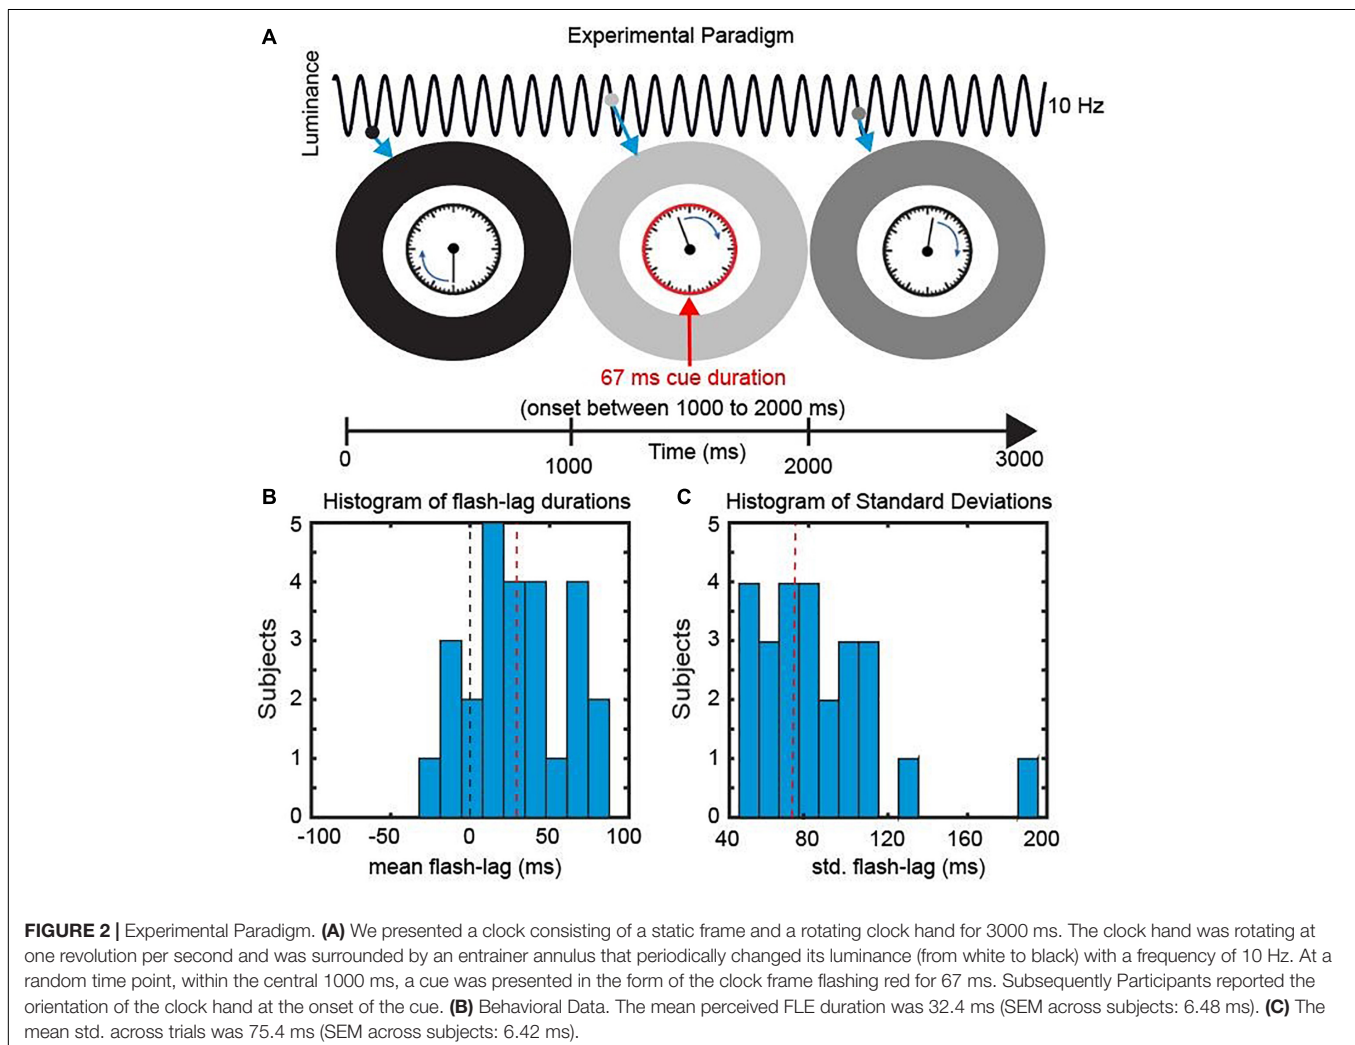 A
Experimental Paradigm
Luminance
10 Hz
67 ms cue duration
(onset between 1000 to 2000 ms)
0
1000
Time (ms)
2000
3000
B
Histogram of flash-lag durations
5
4
3
2
1
0
Subjects
-100
-50
0
50
100
mean flash-lag (ms)
C
Histogram of Standard Deviations
5
4
3
2
1
0
Subjects
40
80
120
160
200
std. flash-lag (ms)
FIGURE 2 | Experimental Paradigm. (A) We presented a clock consisting of a static frame and a rotating clock hand for 3000 ms. The clock hand was rotating at
one revolution per second and was surrounded by an entrainer annulus that periodically changed its luminance (from white to black) with a frequency of 10 Hz. At a
random time point, within the central 1000 ms, a cue was presented in the form of the clock frame flashing red for 67 ms. Subsequently Participants reported the
orientation of the clock hand at the onset of the cue. (B) Behavioral Data. The mean perceived FLE duration was 32.4 ms (SEM across subjects: 6.48 ms). (C) The
mean std. across trials was 75.4 ms (SEM across subjects: 6.42 ms).